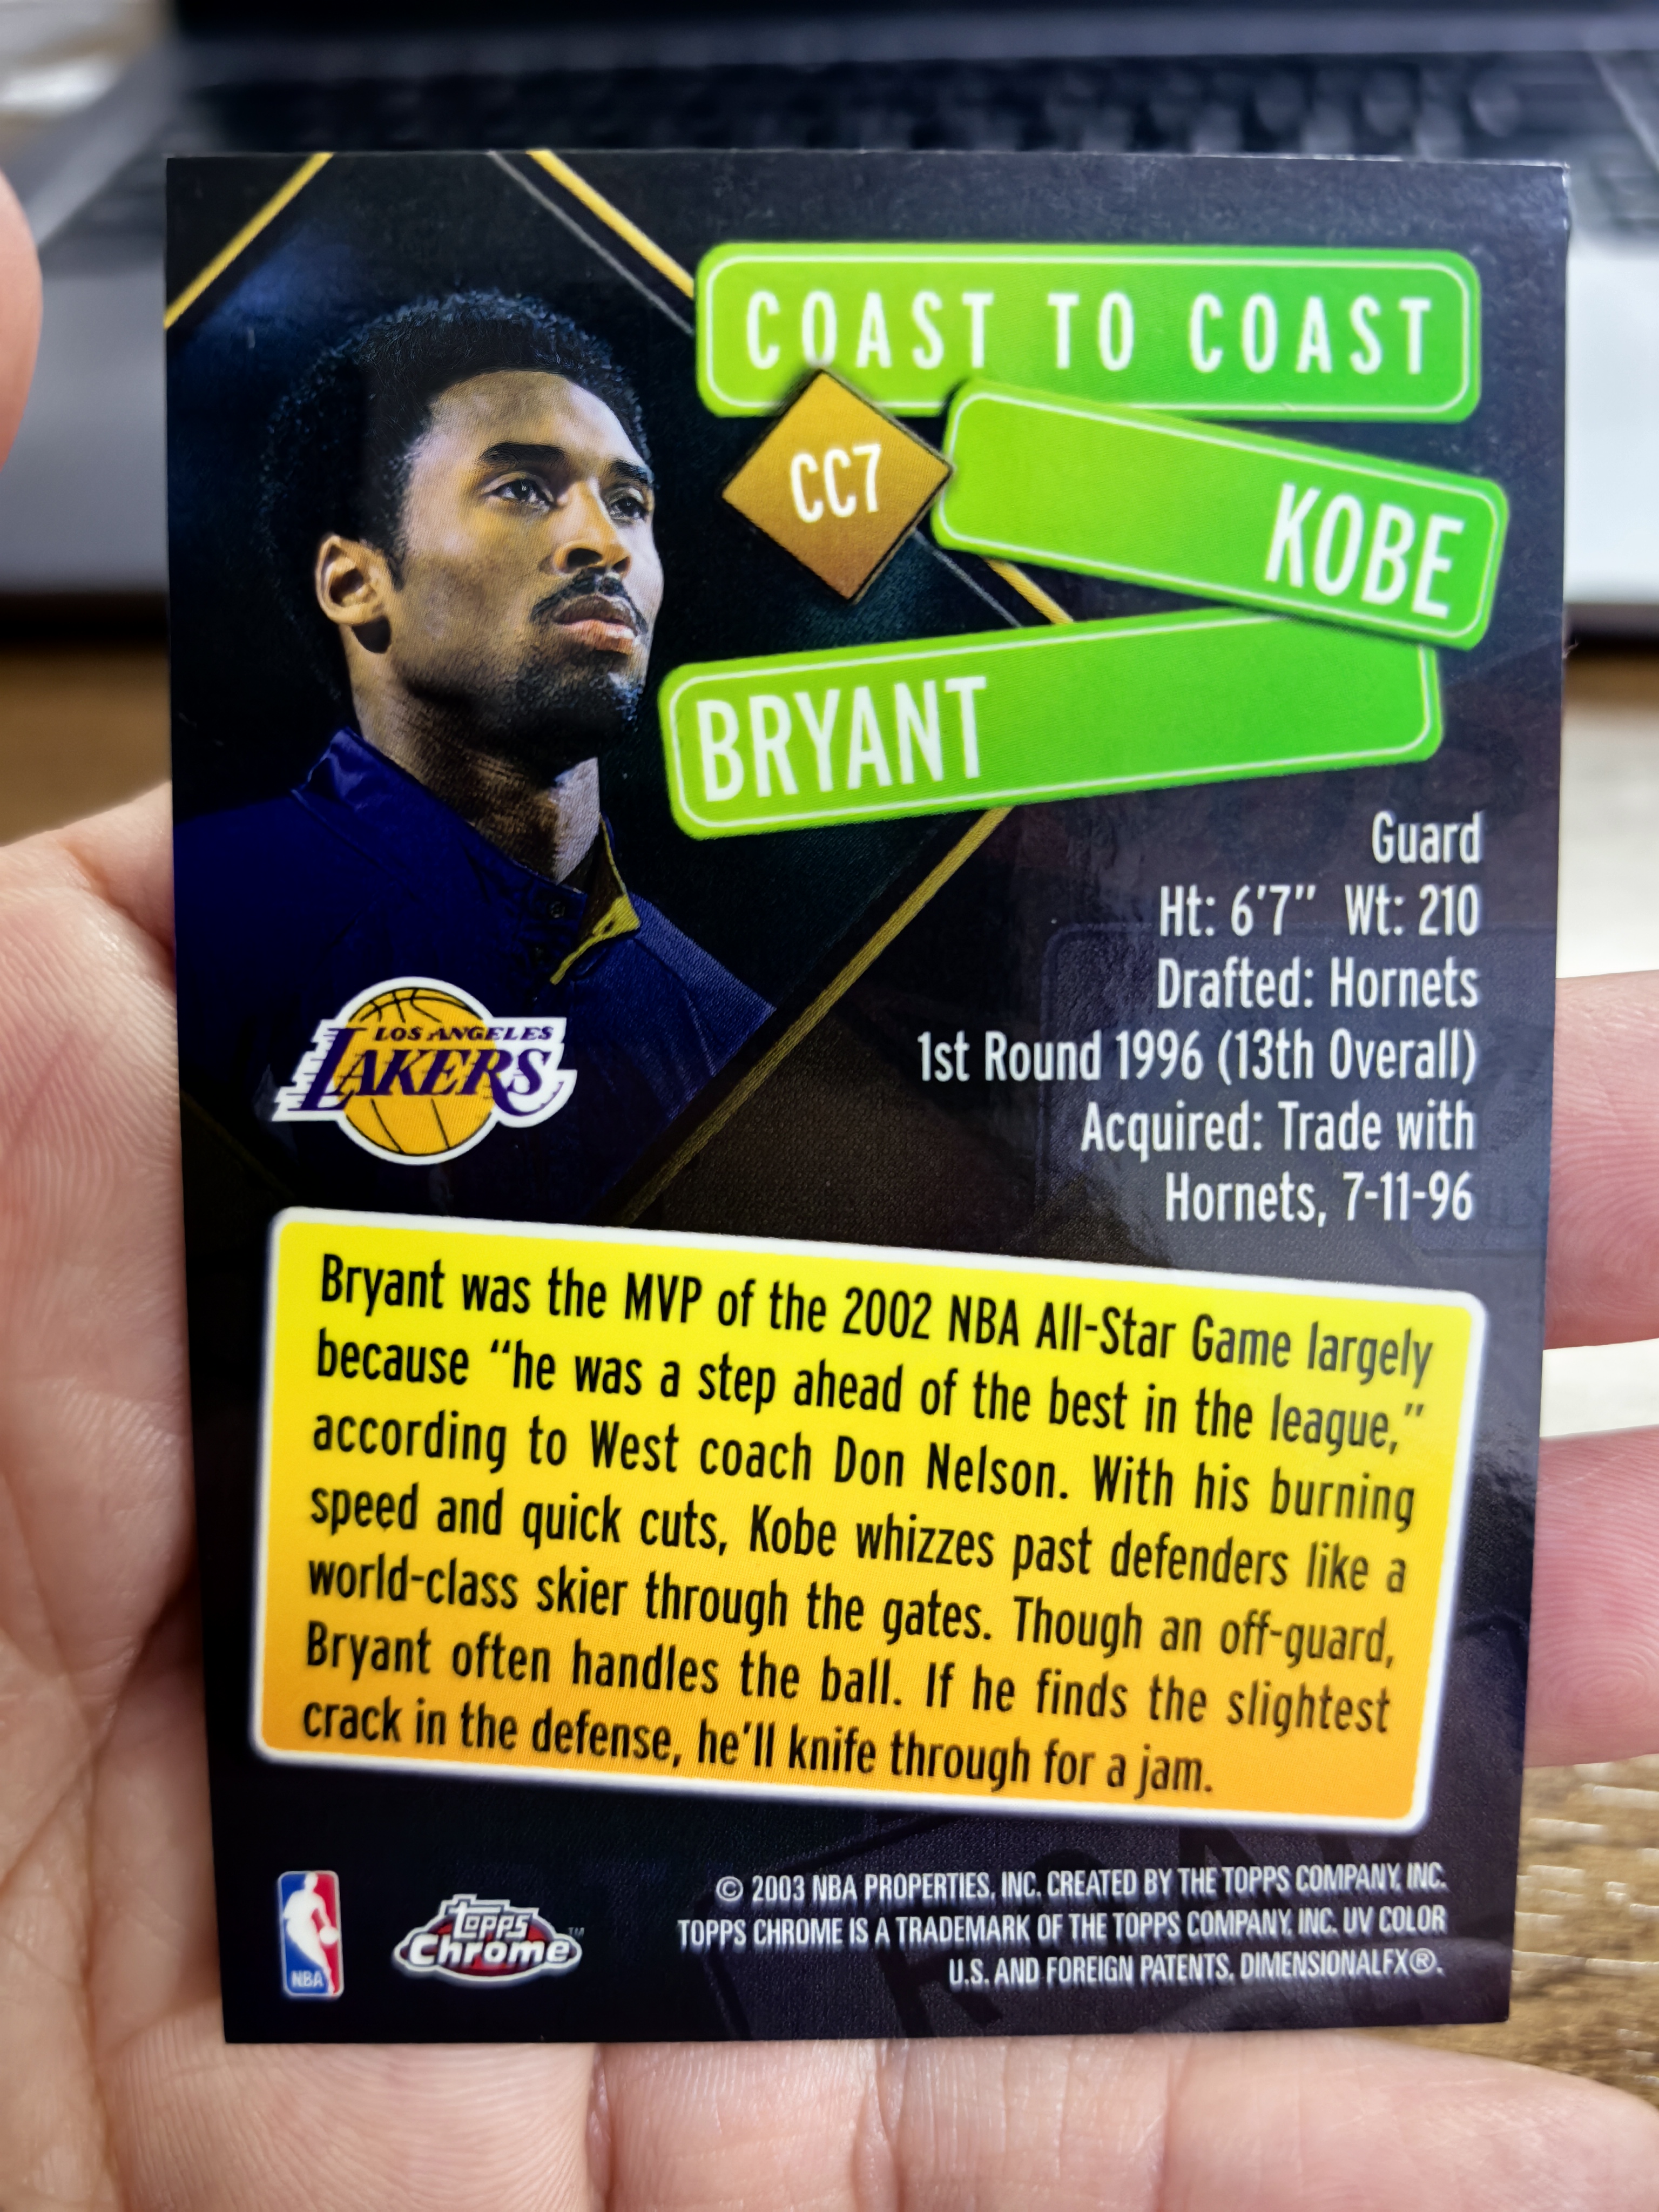 COAST TO COAST
CC7
KOBE
BRYANT
Guard
Ht: 6'7" Wt: 210
Drafted: Hornets
1st Round 1996 (13th Overall)
Acquired: Trade with
Hornets, 7-11-96
LOS ANGELES
LAKERS
Bryant was the MVP of the 2002 NBA All-Star Game largely
because “he was a step ahead of the best in the league,”
according to West coach Don Nelson. With his burning
speed and quick cuts, Kobe whizzes past defenders like a
world-class skier through the gates. Though an off-guard,
Bryant often handles the ball. If he finds the slightest
crack in the defense, he’ll knife through for a jam.
© 2003 NBA PROPERTIES, INC. CREATED BY THE TOPPS COMPANY, INC.
TOPPS CHROME IS A TRADEMARK OF THE TOPPS COMPANY, INC. UV COLOR
U.S. AND FOREIGN PATENTS. DIMENSIONALFX®.
NBA
topps
Chrome™